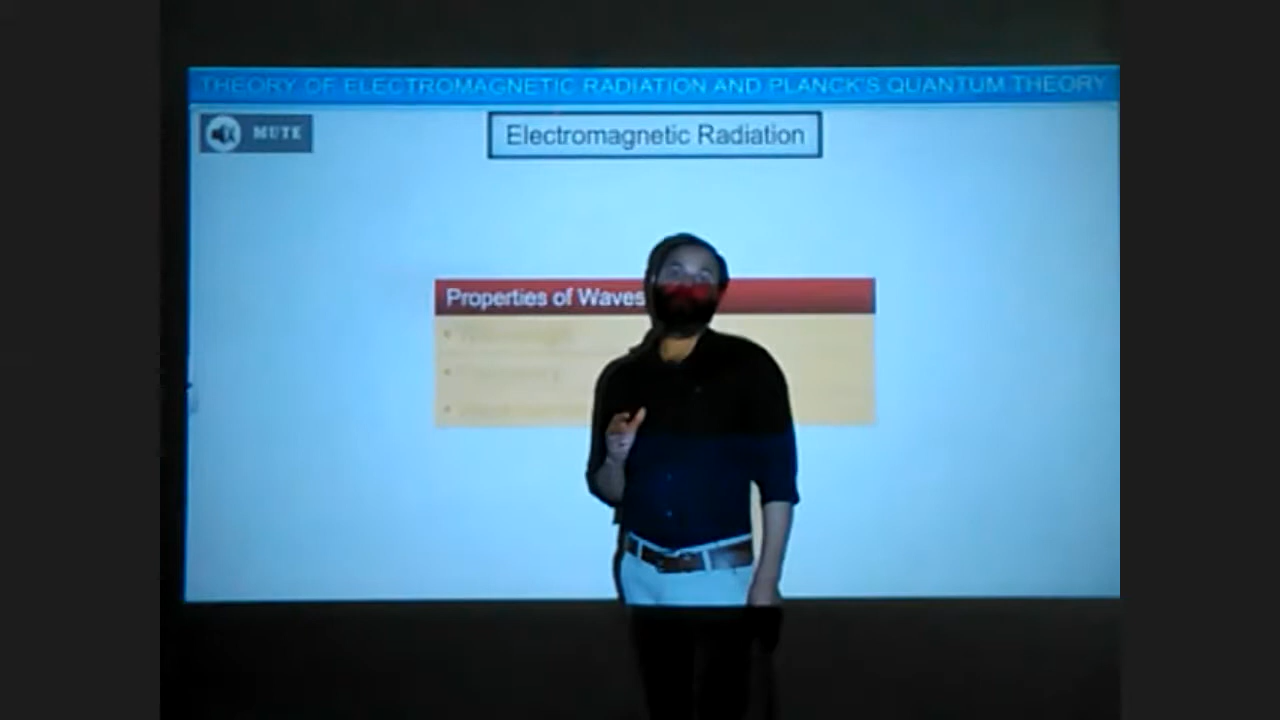 THEORY OF ELECTROMAGNETIC RADIATION AND PLANCK'S QUANTUM THEORY
MUTE
Electromagnetic Radiation
Properties of Waves